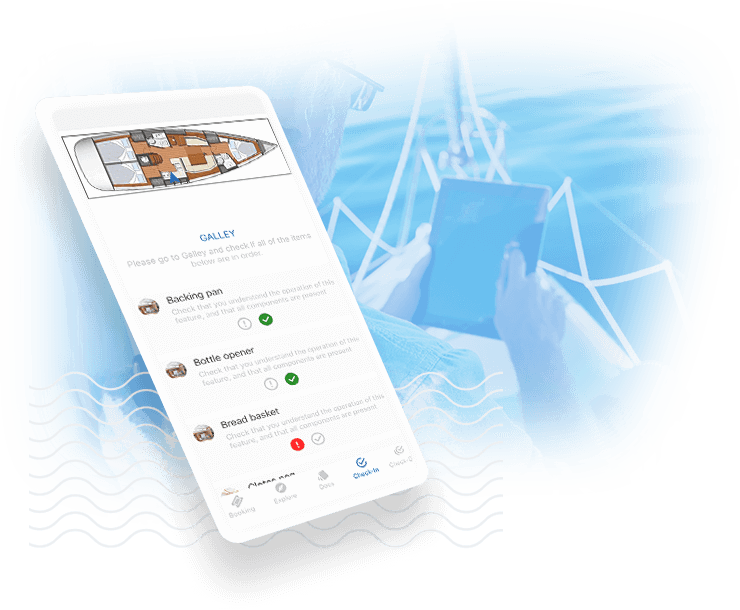 GALLEY
Please go to Galley and check if all of the items
below are in order.
Backing pan
Check that you understand the operation of this
feature, and that all components are present
Bottle opener
Check that you understand the operation of this
feature, and that all components are present
Bread basket
Check that you understand the operation of this
feature, and that all components are present
Booking
Explore
Docs
Check-In